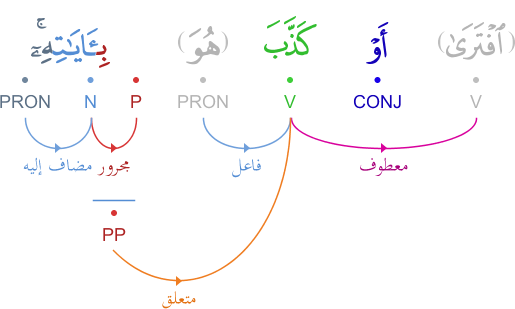 (ٱفْتَرَىٰ) أَوْ كَذَّبَ (هُوَ) بِـَٔايَـٰتِهِۦٓ ۚ
V CONJ V PRON P N PRON
معطوف فاعل مجرور مضاف إليه
PP
متعلق